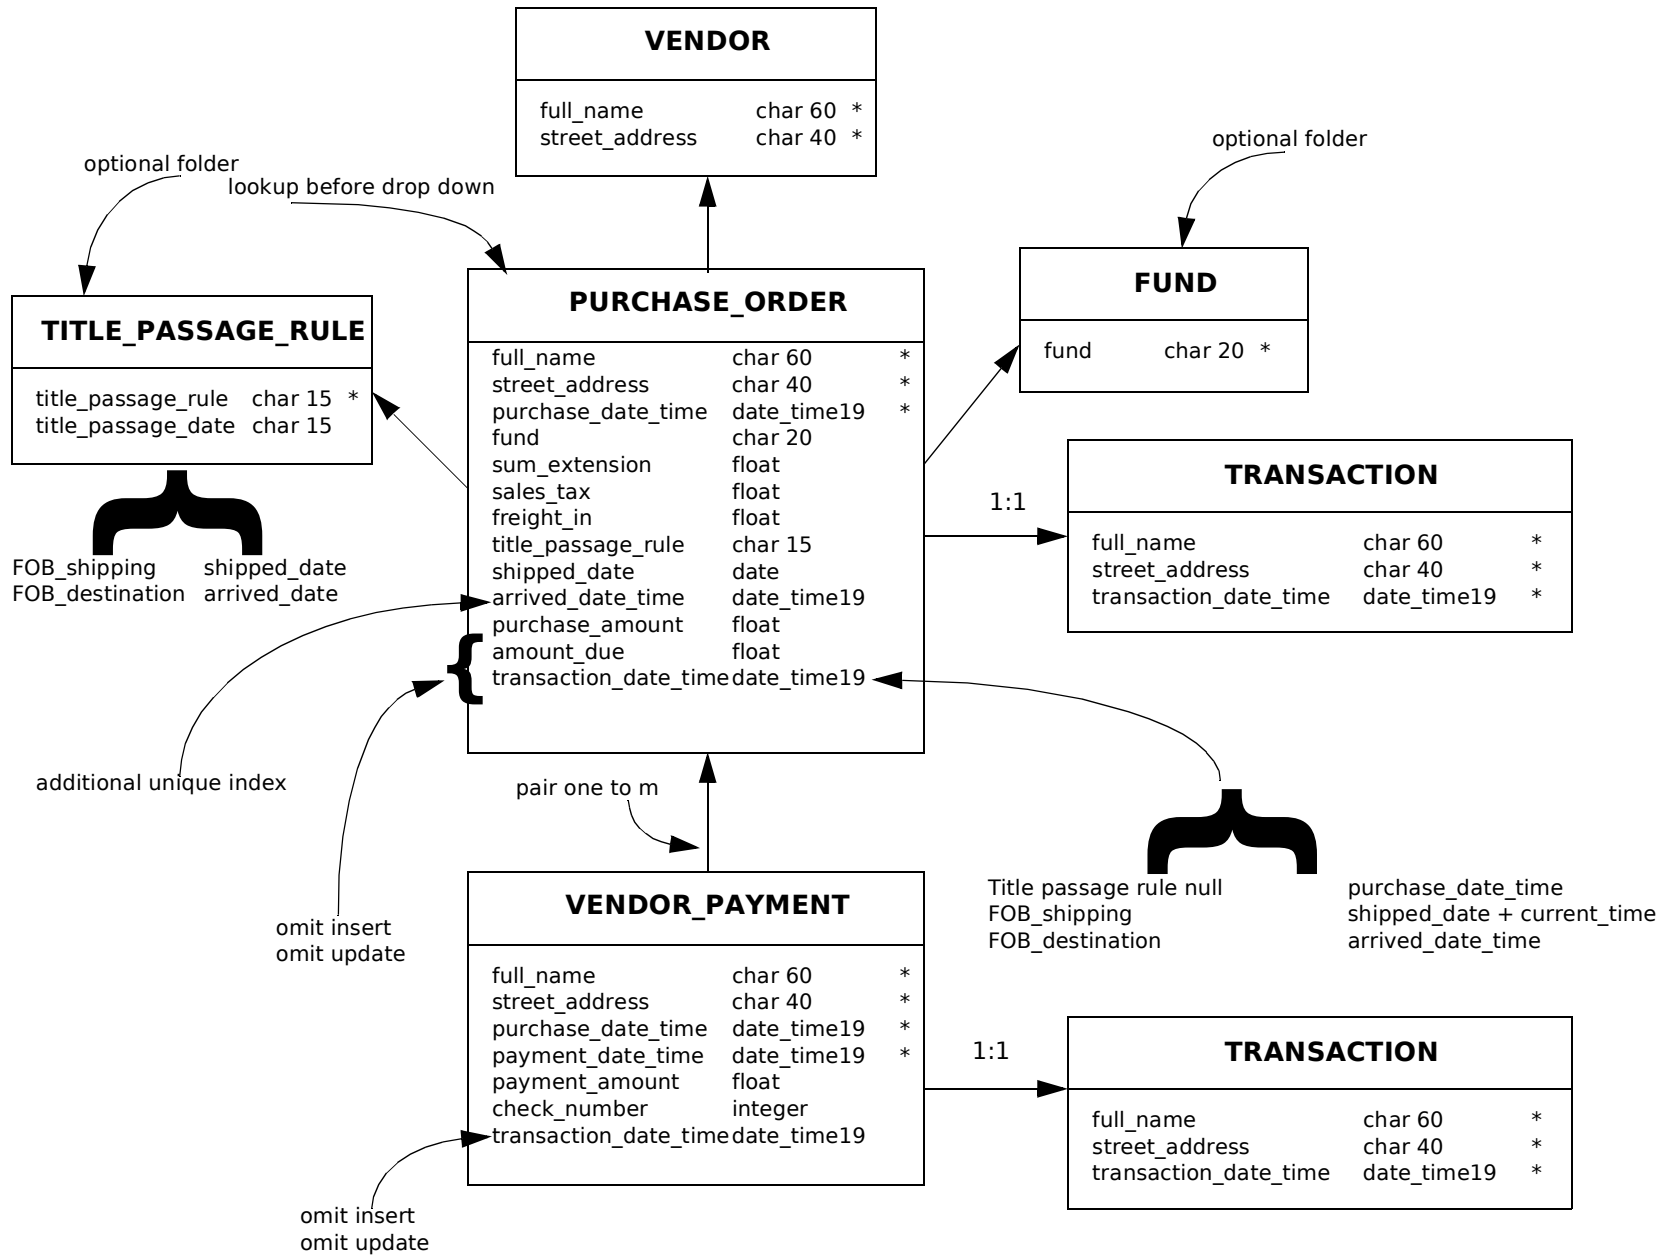 VENDOR
full_name char 60 *
street_address char 40 *
optional folder
optional folder
lookup before drop down
FUND
fund char 20 *
TITLE_PASSAGE_RULE
title_passage_rule char 15 *
title_passage_date char 15
FOB_shipping shipped_date
FOB_destination arrived_date
PURCHASE_ORDER
full_name char 60 *
street_address char 40 *
purchase_date_time date_time19 *
fund char 20
sum_extension float
sales_tax float
freight_in float
title_passage_rule char 15
shipped_date date
arrived_date_time date_time19
purchase_amount float
amount_due float
transaction_date_time date_time19
1:1
TRANSACTION
full_name char 60 *
street_address char 40 *
transaction_date_time date_time19 *
additional unique index
pair one to m
omit insert
omit update
Title passage rule null purchase_date_time
FOB_shipping shipped_date + current_time
FOB_destination arrived_date_time
VENDOR_PAYMENT
full_name char 60 *
street_address char 40 *
purchase_date_time date_time19 *
payment_date_time date_time19 *
payment_amount float
check_number integer
transaction_date_time date_time19
1:1
TRANSACTION
full_name char 60 *
street_address char 40 *
transaction_date_time date_time19 *
omit insert
omit update